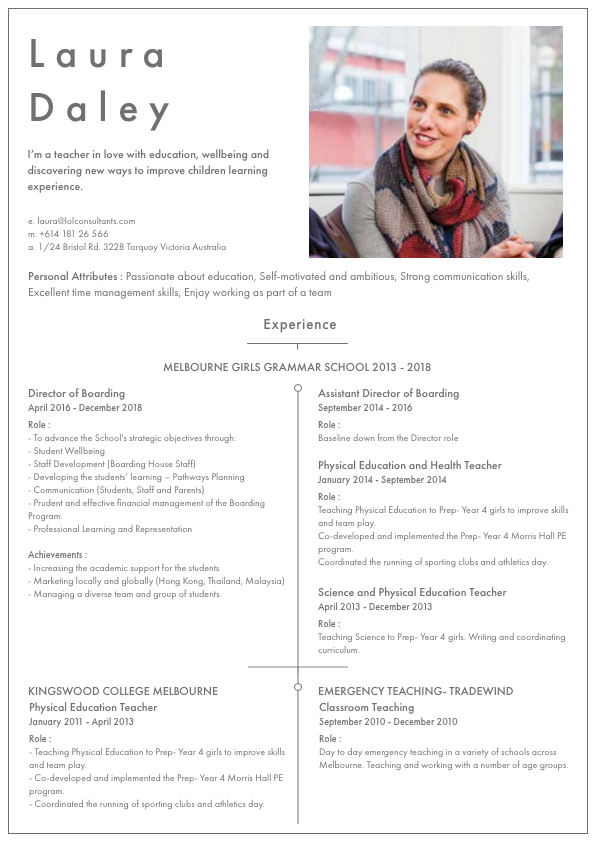 Laura
Daley
I'm a teacher in love with education, wellbeing and
discovering new ways to improve children learning
experience.
e. laura@lolconsultants.com
m. +614 181 26 566
a. 1/24 Bristol Rd. 3228 Torquay Victoria Australia
Personal Attributes : Passionate about education, Self-motivated and ambitious, Strong communication skills,
Excellent time management skills, Enjoy working as part of a team
Experience
MELBOURNE GIRLS GRAMMAR SCHOOL 2013 - 2018
Director of Boarding
April 2016 - December 2018
Role :
- To advance the School's strategic objectives through:
- Student Wellbeing
- Staff Development (Boarding House Staff)
- Developing the students' learning – Pathways Planning
- Communication (Students, Staff and Parents)
- Prudent and effective financial management of the Boarding
Program.
- Professional Learning and Representation
Achievements :
- Increasing the academic support for the students
- Marketing locally and globally (Hong Kong, Thailand, Malaysia)
- Managing a diverse team and group of students.
Assistant Director of Boarding
September 2014 - 2016
Role :
Baseline down from the Director role
Physical Education and Health Teacher
January 2014 - September 2014
Role :
Teaching Physical Education to Prep- Year 4 girls to improve skills
and team play.
Co-developed and implemented the Prep- Year 4 Morris Hall PE
program.
Coordinated the running of sporting clubs and athletics day.
Science and Physical Education Teacher
April 2013 - December 2013
Role :
Teaching Science to Prep- Year 4 girls. Writing and coordinating
curriculum.
KINGSWOOD COLLEGE MELBOURNE
Physical Education Teacher
January 2011 - April 2013
Role :
- Teaching Physical Education to Prep- Year 4 girls to improve skills
and team play.
- Co-developed and implemented the Prep- Year 4 Morris Hall PE
program.
- Coordinated the running of sporting clubs and athletics day.
EMERGENCY TEACHING- TRADEWIND
Classroom Teaching
September 2010 - December 2010
Role :
Day to day emergency teaching in a variety of schools across
Melbourne. Teaching and working with a number of age groups.